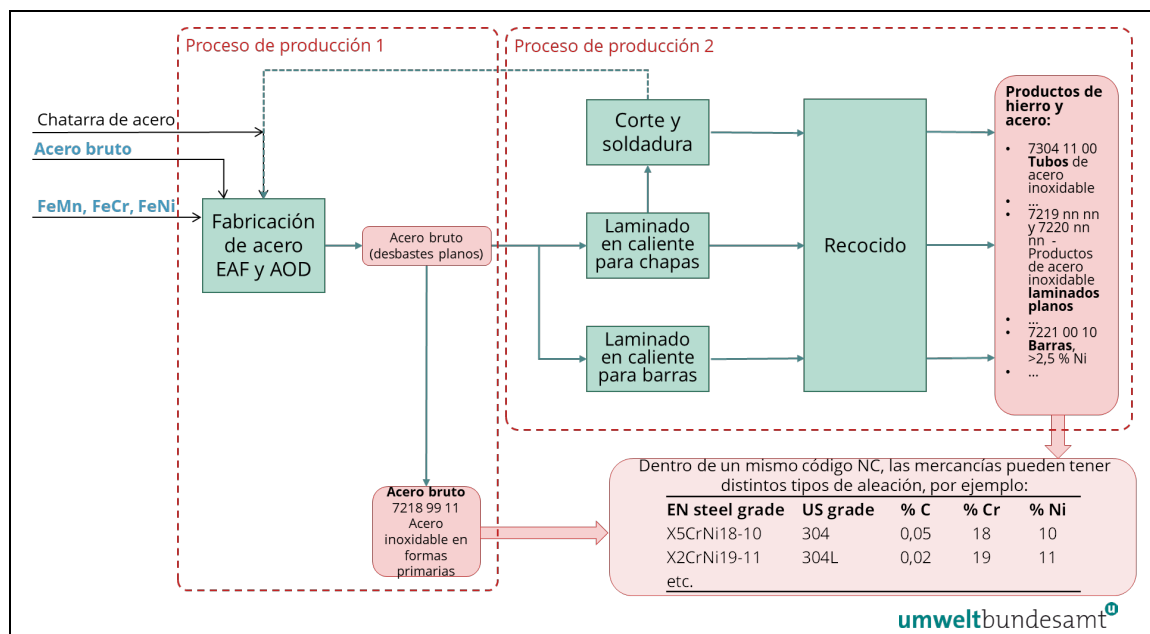 Proceso de producción 1
Proceso de producción 2
Chatarra de acero
Acero bruto
FeMn, FeCr, FeNi
Fabricación
de acero
EAF y AOD
Acero bruto
(desbastes planos)
Corte y
soldadura
Laminado
en caliente
para chapas
Laminado
en caliente
para barras
Recocido
Productos de
hierro y
acero:
• 7304 11 00
Tubos de
acero
inoxidable
• ...
• 7219 nn nn
y 7220 nn
nn -
Productos
de acero
inoxidable
laminados
planos
• ...
• 7221 00 10
Barras,
>2,5 % Ni
• ...
Acero bruto
7218 99 11
Acero
inoxidable en
formas
primarias
Dentro de un mismo código NC, las mercancías pueden tener
distintos tipos de aleación, por ejemplo:
EN steel grade US grade % C % Cr % Ni
X5CrNi18-10 304 0,05 18 10
X2CrNi19-11 304L 0,02 19 11
etc.
umweltbundesamt u